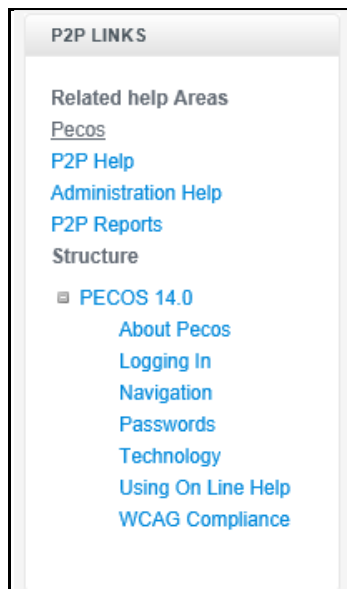 P2P LINKS
Related help Areas
Pecos
P2P Help
Administration Help
P2P Reports
Structure
PECOS 14.0
About Pecos
Logging In
Navigation
Passwords
Technology
Using On Line Help
WCAG Compliance